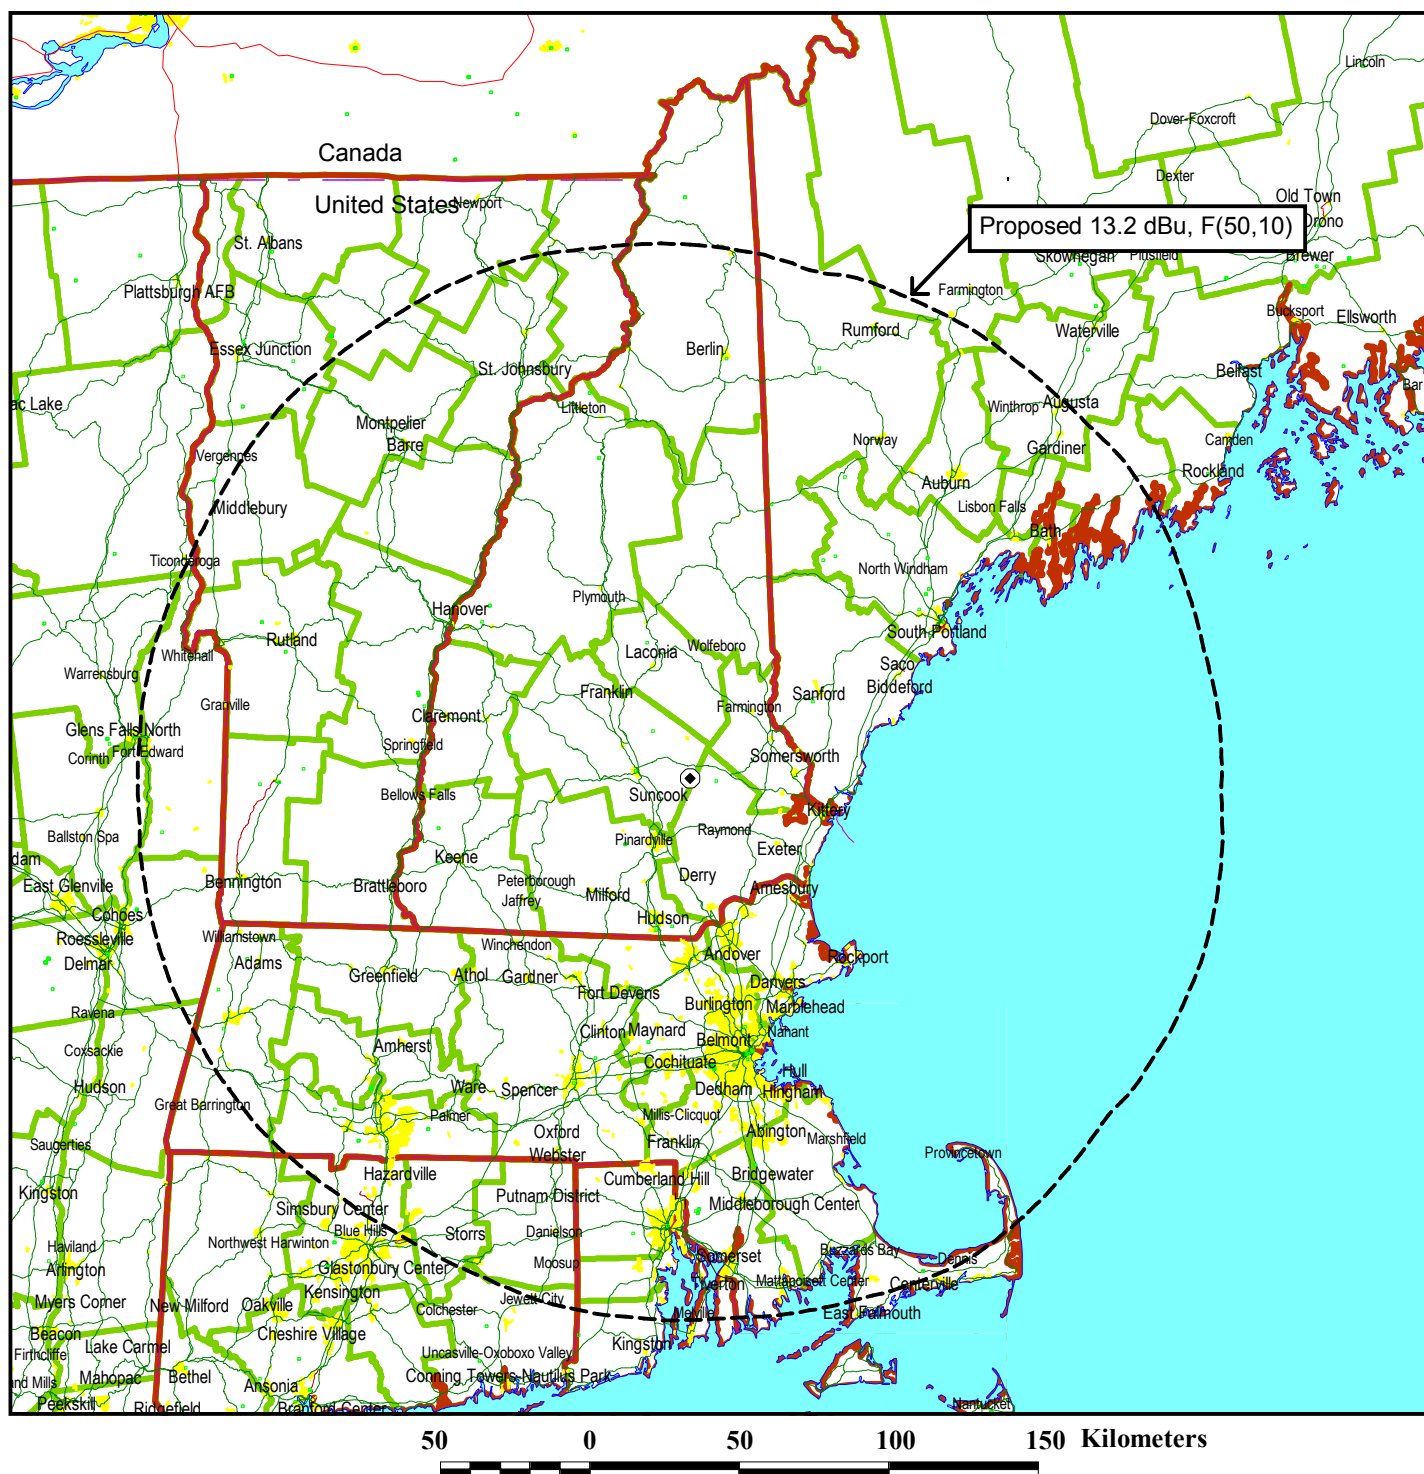 Lincoln
Dover-Foxcroft
Canada
Dexter
United States
Newport
Old Town
Orono
Proposed 13.2 dBu, F(50,10)
St. Albans
Skowhegan
Pittsfield
Brewer
Plattsburgh AFB
Farmington
Bucksport
Ellsworth
Rumford
Waterville
Essex Junction
Berlin
St. Johnsbury
Belfast
Bar
ac Lake
Littleton
Winthrop
Augusta
Montpelier
Barre
Norway
Gardiner
Camden
Vergennes
Rockland
Auburn
Middlebury
Lisbon Falls
Bath
Ticonderoga
North Windham
Plymouth
Hanover
South Portland
Rutland
Whitehall
Laconia
Wolfeboro
Saco
Warrensburg
Franklin
Sanford
Biddeford
Granville
Farmington
Claremont
Glens Falls North
Springfield
Corinth
Fort Edward
Somersworth
Bellows Falls
Suncook
Kittery
Ballston Spa
Pinardville
Raymond
Exeter
dam
Keene
East Glenville
Bennington
Brattleboro
Peterborough
Derry
Amesbury
Jaffrey
Milford
Cohoes
Hudson
Roessleville
Williamstown
Winchendon
Delmar
Adams
Andover
Rockport
Greenfield
Athol
Gardner
Danvers
Fort Devens
Burlington
Marblehead
Ravena
Clinton
Maynard
Nahant
Coxsackie
Amherst
Belmont
Cochituate
Hull
Hudson
Ware
Spencer
Dedham
Hingham
Great Barrington
Palmer
Millis-Clicquot
Saugerties
Oxford
Franklin
Abington
Marshfield
Webster
Provincetown
Hazardville
Cumberland Hill
Bridgewater
Kingston
Putnam District
Simsbury Center
Middleborough Center
Blue Hills
Storrs
Danielson
Haviland
Northwest Harwinton
Somerset
Buzzards Bay
Dennis
Arlington
Glastonbury Center
Moosup
Tiverton
Mattapoisett Center
Centerville
Kensington
Myers Corner
New Milford
Oakville
Colchester
Jewett City
Melville
East Falmouth
Beacon
Cheshire Village
Firthcliffe
Lake Carmel
Uncasville-Oxoboxo Valley
Kingston
nd Mills
Mahopac
Bethel
Ansonia
Conning Towers-Nautilus Park
Peekskill
Ridgefield
Branford Center
Nantucket
50 0 50 100 150 Kilometers